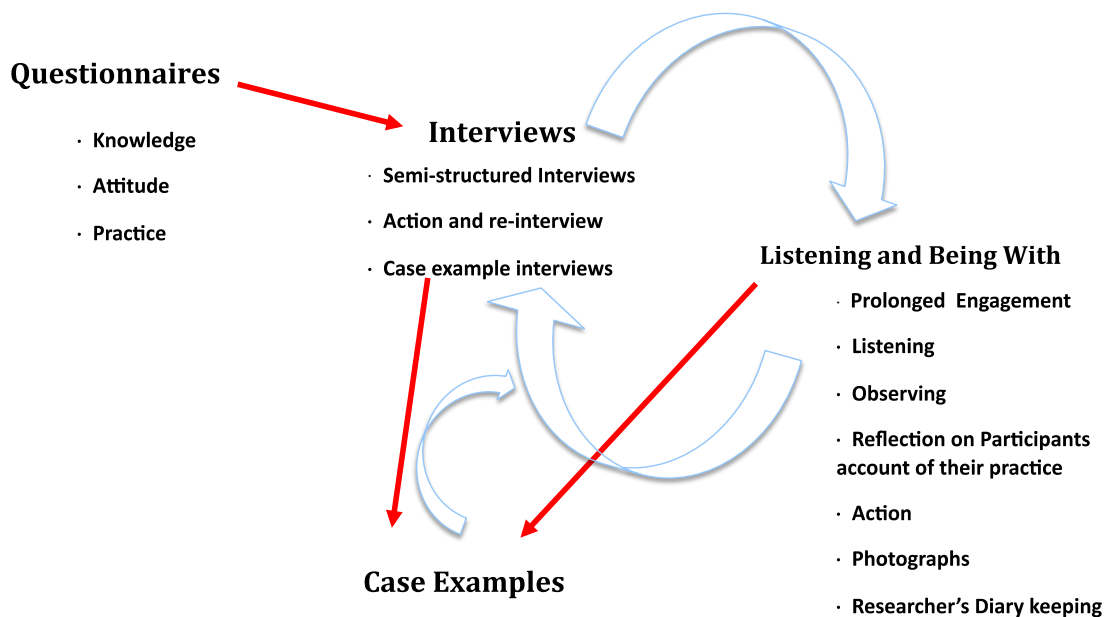 Questionnaires
· Knowledge
· Attitude
· Practice
Interviews
· Semi-structured Interviews
· Action and re-interview
· Case example interviews
Listening and Being With
· Prolonged  Engagement
· Listening
· Observing
· Reflection on Participants
account of their practice
· Action
· Photographs
· Researcher’s Diary keeping
Case Examples